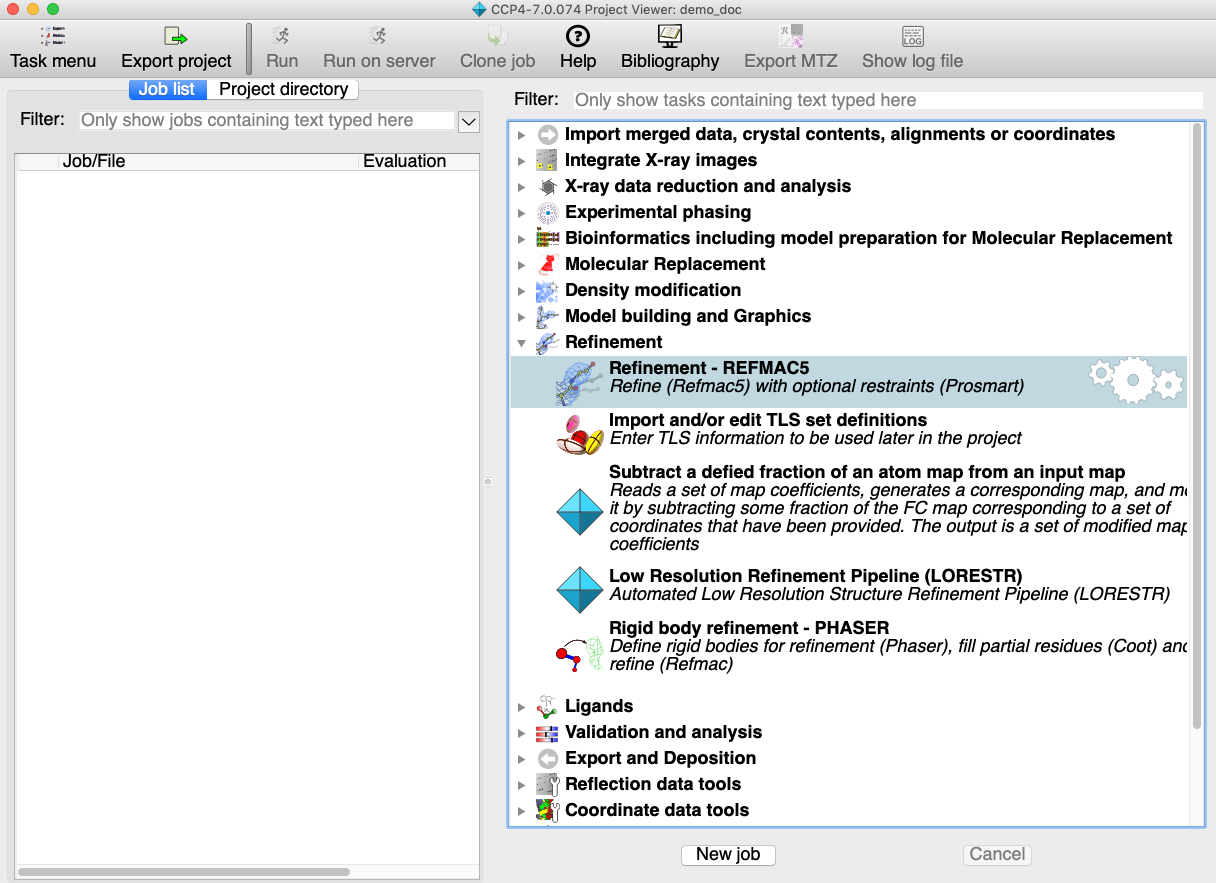 CCP4-7.0.074 Project Viewer: demo_doc
Task menu
Export project
Run
Run on server
Clone job
Help
Bibliography
Export MTZ
Show log file
Job list
Project directory
Filter: Only show jobs containing text typed here
Job/File
Evaluation
Filter: Only show tasks containing text typed here
Import merged data, crystal contents, alignments or coordinates
Integrate X-ray images
X-ray data reduction and analysis
Experimental phasing
Bioinformatics including model preparation for Molecular Replacement
Molecular Replacement
Density modification
Model building and Graphics
Refinement
Refinement - REFMAC5
Refine (Refmac5) with optional restraints (Prosmart)
Import and/or edit TLS set definitions
Enter TLS information to be used later in the project
Subtract a defied fraction of an atom map from an input map
Reads a set of map coefficients, generates a corresponding map, and
it by subtracting some fraction of the FC map corresponding to a set of
coordinates that have been provided. The output is a set of modified map
coefficients
Low Resolution Refinement Pipeline (LORESTR)
Automated Low Resolution Structure Refinement Pipeline (LORESTR)
Rigid body refinement - PHASER
Define rigid bodies for refinement (Phaser), fill partial residues (Coot) and
refine (Refmac)
Ligands
Validation and analysis
Export and Deposition
Reflection data tools
Coordinate data tools
New job
Cancel